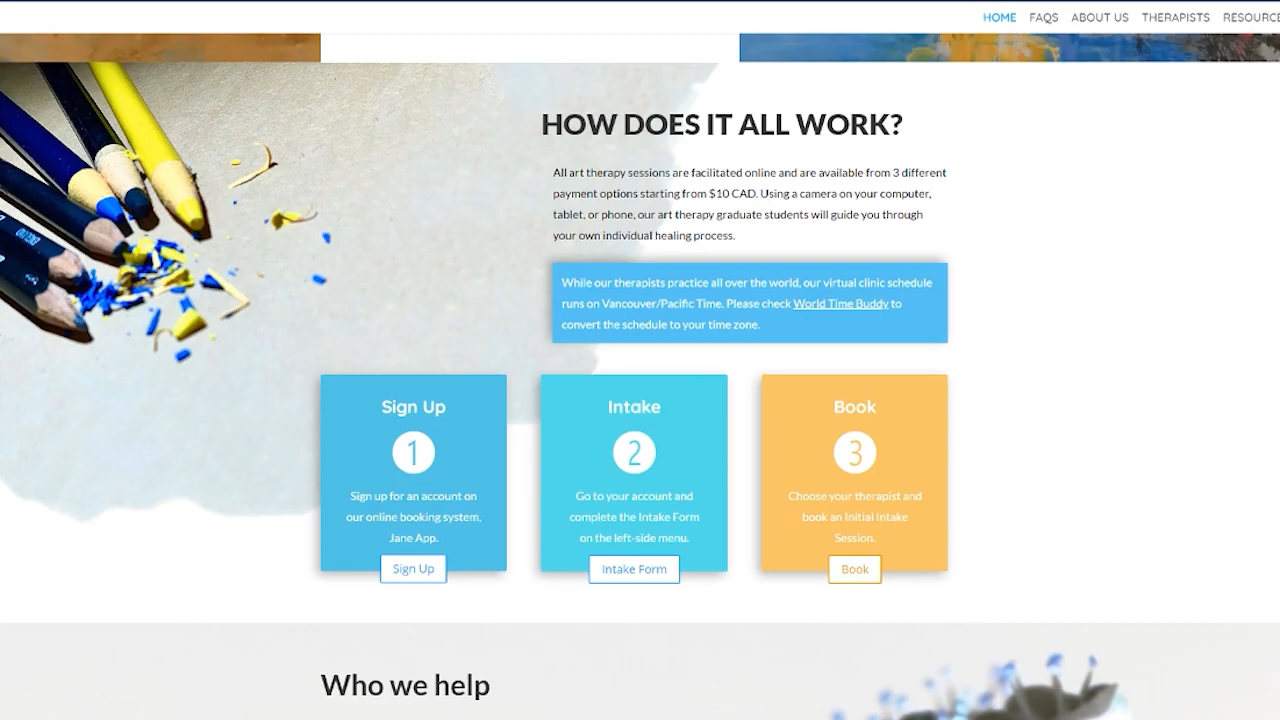 HOME FAQS ABOUT US THERAPISTS RESOURCE
HOW DOES IT ALL WORK?
All art therapy sessions are facilitated online and are available from 3 different
payment options starting from $10 CAD. Using a camera on your computer,
tablet, or phone, our art therapy graduate students will guide you through
your own individual healing process.
While our therapists practice all over the world, our virtual clinic schedule
runs on Vancouver/Pacific Time. Please check World Time Buddy to
convert the schedule to your time zone.
Sign Up
1
Sign up for an account on
our online booking system,
Jane App.
Sign Up
Intake
2
Go to your account and
complete the Intake Form
on the left-side menu.
Intake Form
Book
3
Choose your therapist and
book an Initial Intake
Session.
Book
Who we help